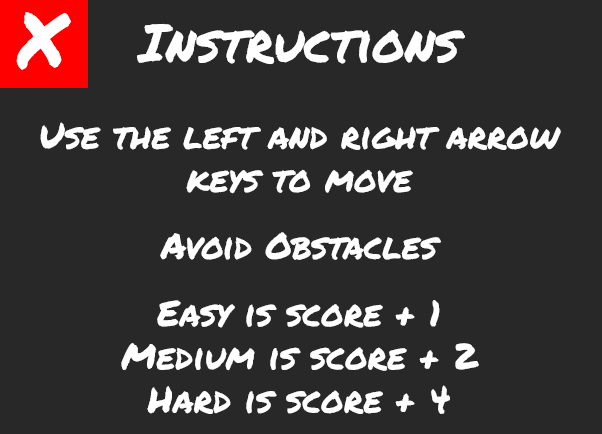 X
Instructions
Use the left and right arrow
keys to move
Avoid Obstacles
Easy is score + 1
Medium is score + 2
Hard is score + 4